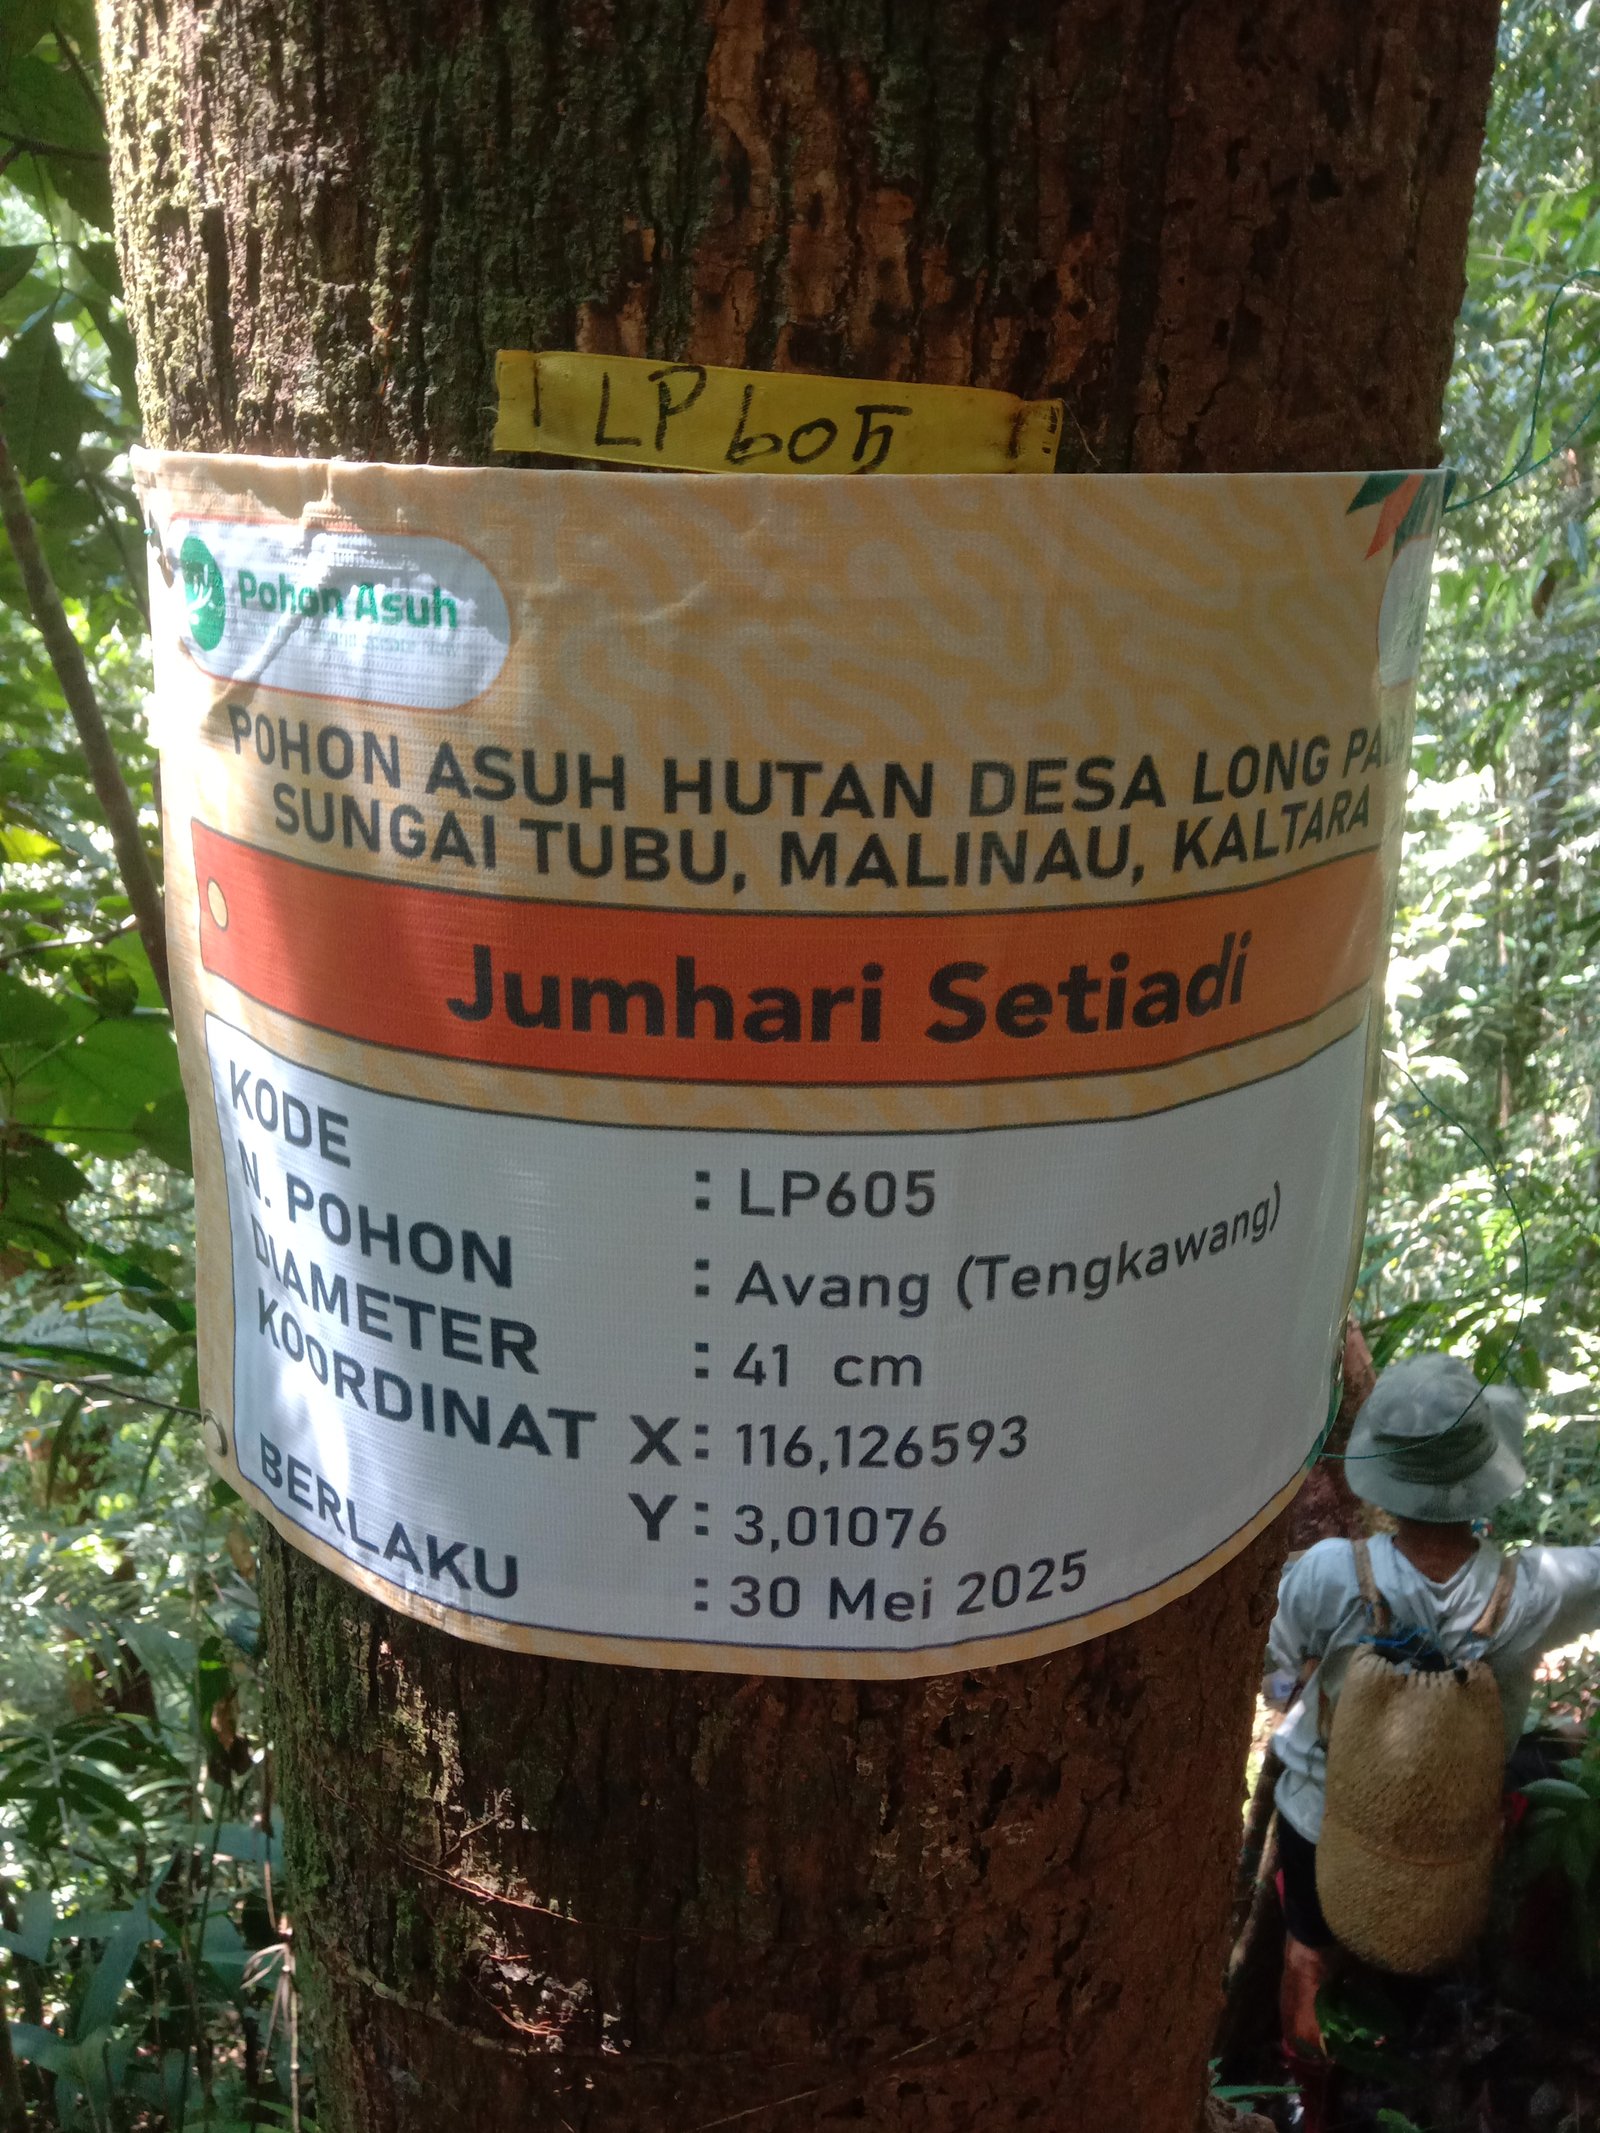 LP 605
Pohon Asuh
POHON ASUH HUTAN DESA LONG
SUNGAI TUBU, MALINAU, KALTARA
Jumhari Setiadi
KODE : LP605
N. POHON : Avang (Tengkawang)
DIAMETER : 41 cm
KOORDINAT X : 116,126593
Y : 3,01076
BERLAKU : 30 Mei 2025